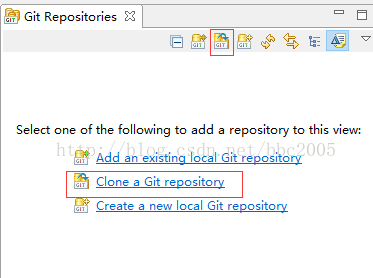 Git Repositories
Select one of the following to add a repository to this view:
http://blog.csdn.net/bbc2005
Add an existing local Git repository
Clone a Git repository
Create a new local Git repository